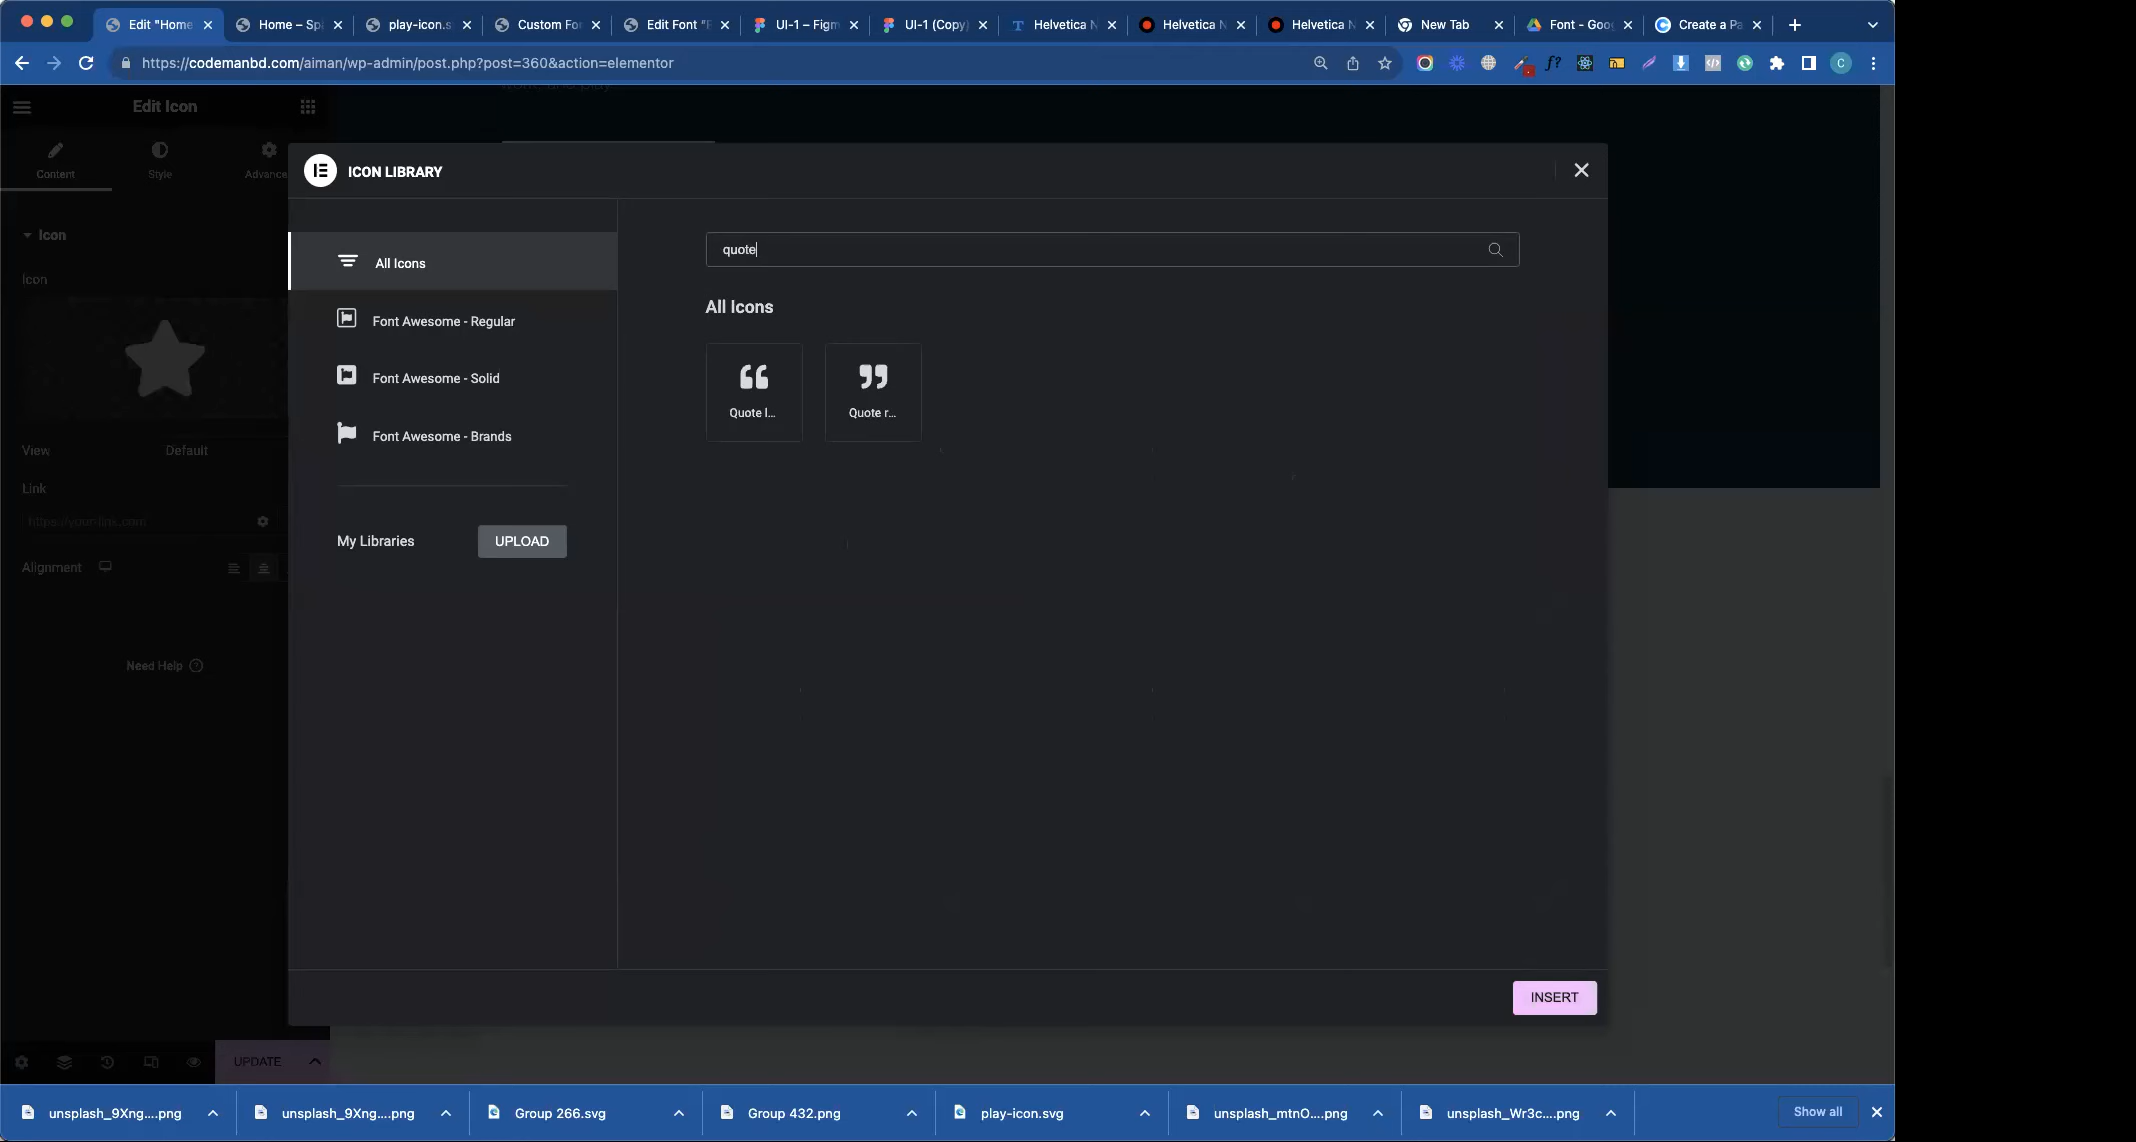 Edit "Home
Home – Sp
play-icon.s
Custom Fo
Edit Font "F
UI-1 – Figm
UI-1 (Copy)
Helvetica N
Helvetica N
Helvetica N
New Tab
Font - Goo
Create a Pa
https://codemanbd.com/aiman/wp-admin/post.php?post=360&action=elementor
Edit Icon
Content
Style
Advance
ICON LIBRARY
quote
All Icons
Font Awesome - Regular
Font Awesome - Solid
Font Awesome - Brands
My Libraries
UPLOAD
All Icons
Quote l...
Quote r...
Icon
Icon
View
Default
Link
https://your-link.com
Alignment
Need Help
INSERT
UPDATE
unsplash_9Xng....png
unsplash_9Xng....png
Group 266.svg
Group 432.png
play-icon.svg
unsplash_mtnO....png
unsplash_Wr3c....png
Show all